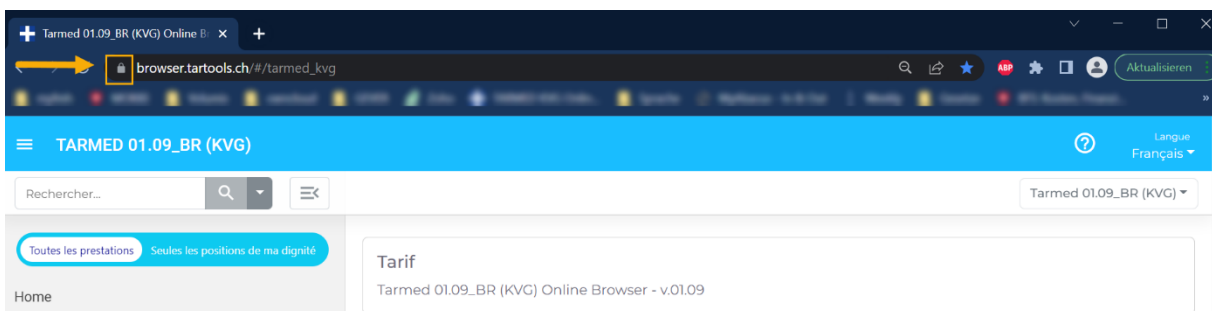 Tarmed 01.09_BR (KVG) Online B
browser.tartools.ch/#/tarmed_kvg
ABP
Aktualisieren
TARMED 01.09_BR (KVG)
Langue
Français
Rechercher...
Tarmed 01.09_BR (KVG)
Toutes les prestations
Seules les positions de ma dignité
Tarif
Tarmed 01.09_BR (KVG) Online Browser - v.01.09
Home